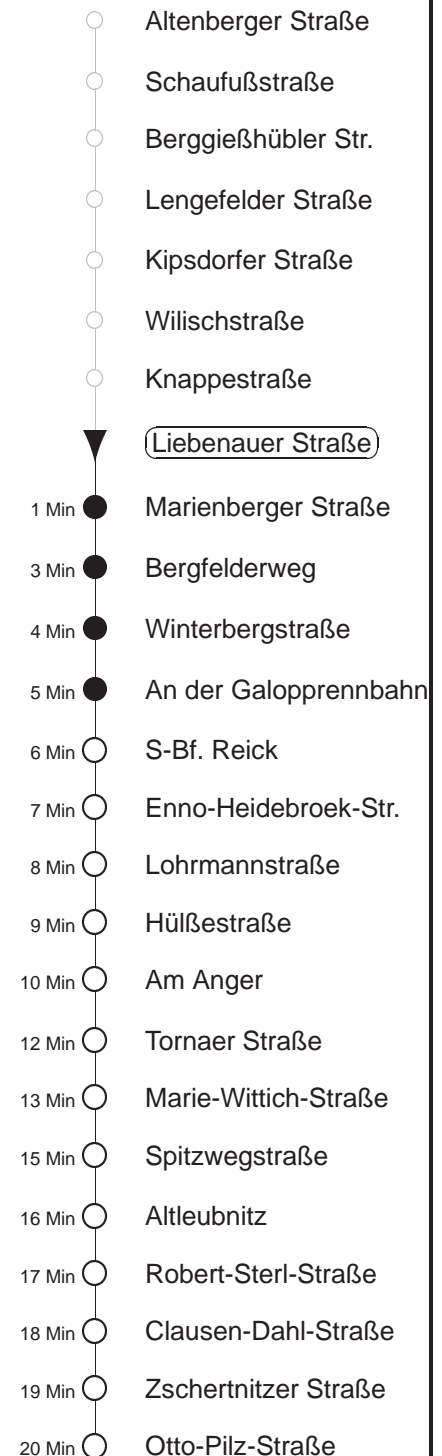 Altenberger Straße
Schaufußstraße
Berggießhübler Str.
Lengefelder Straße
Kipsdorfer Straße
Wilischstraße
Knappestraße
Liebenauer Straße
1 Min Marienberger Straße
3 Min Bergfelderweg
4 Min Winterbergstraße
5 Min An der Galopprennbahn
6 Min S-Bf. Reick
7 Min Enno-Heidebroek-Str.
8 Min Lohrmannstraße
9 Min Hülßestraße
10 Min Am Anger
12 Min Tornaer Straße
13 Min Marie-Wittich-Straße
15 Min Spitzwegstraße
16 Min Altleubnitz
17 Min Robert-Sterl-Straße
18 Min Clausen-Dahl-Straße
19 Min Zschertnitzer Straße
20 Min Otto-Pilz-Straße